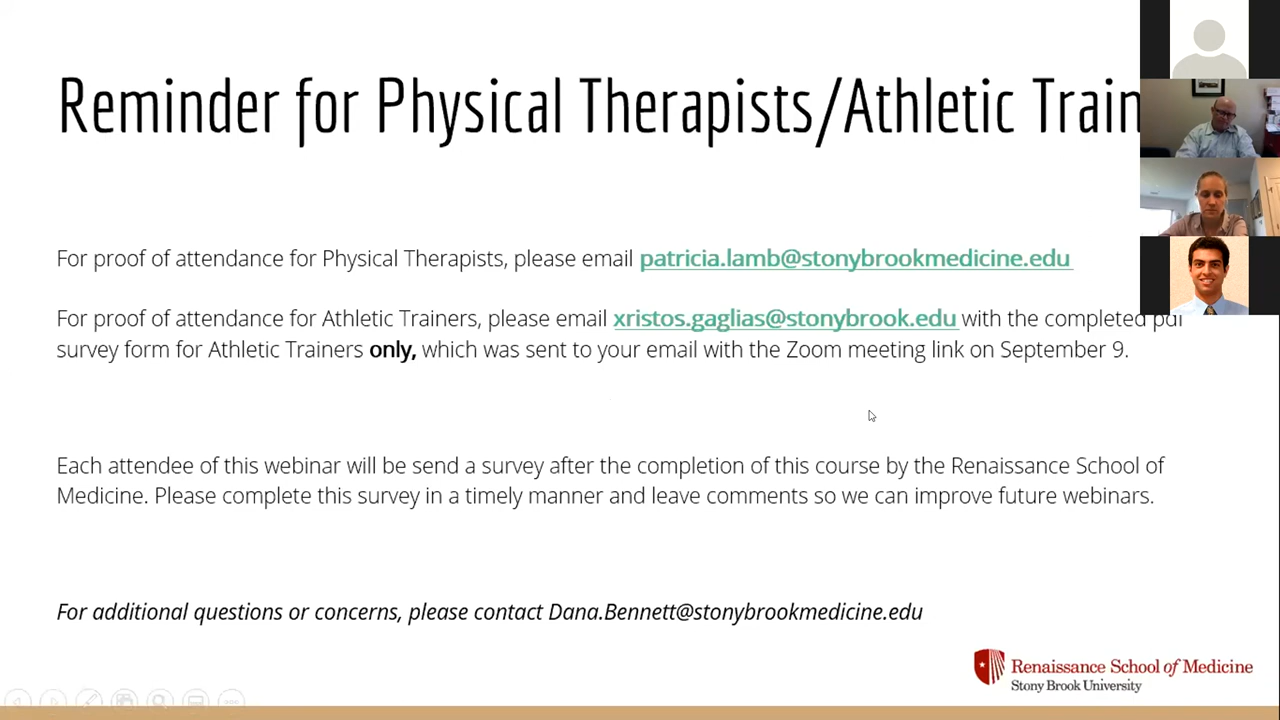 Reminder for Physical Therapists/Athletic Train
For proof of attendance for Physical Therapists, please email patricia.lamb@stonybrookmedicine.edu
For proof of attendance for Athletic Trainers, please email xristos.gaglias@stonybrook.edu with the completed pdf
survey form for Athletic Trainers only, which was sent to your email with the Zoom meeting link on September 9.
Each attendee of this webinar will be send a survey after the completion of this course by the Renaissance School of
Medicine. Please complete this survey in a timely manner and leave comments so we can improve future webinars.
For additional questions or concerns, please contact Dana.Bennett@stonybrookmedicine.edu
Renaissance School of Medicine
Stony Brook University